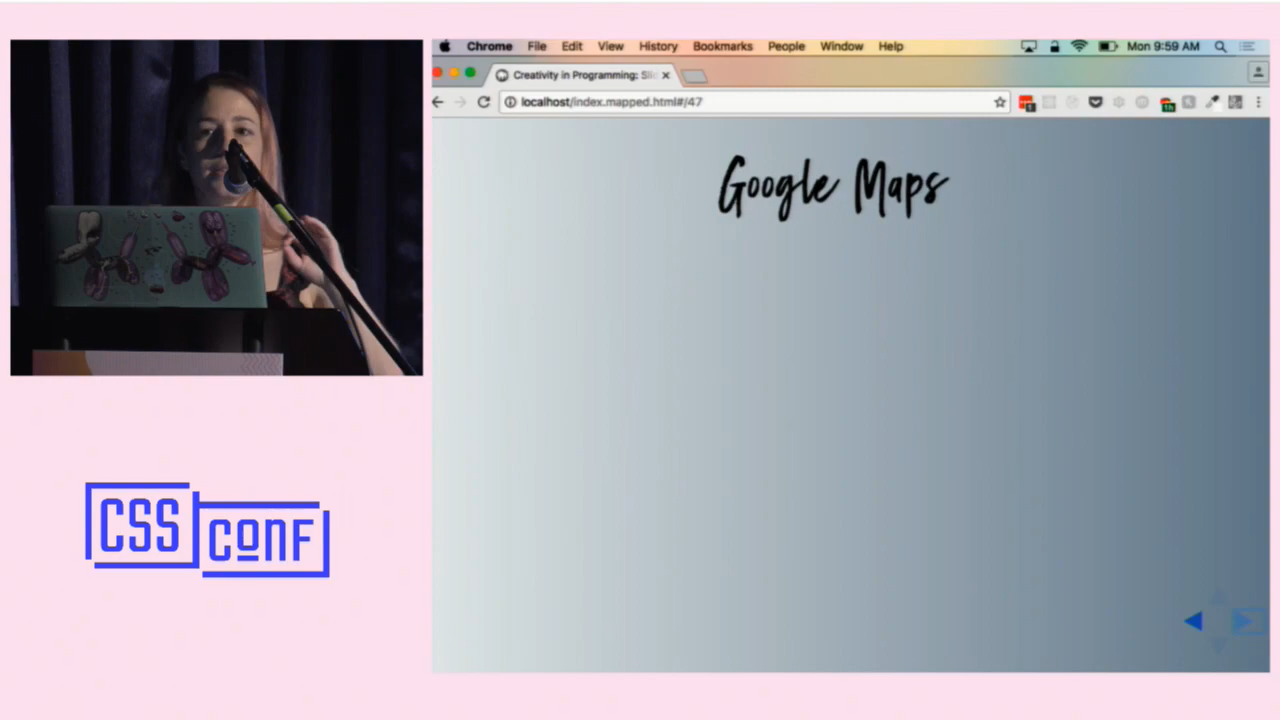 Chrome File Edit View History Bookmarks People Window Help Mon 9:59 AM
Creativity in Programming: Sli
localhost/index.mapped.html#/47
Google Maps
CSS
CONF